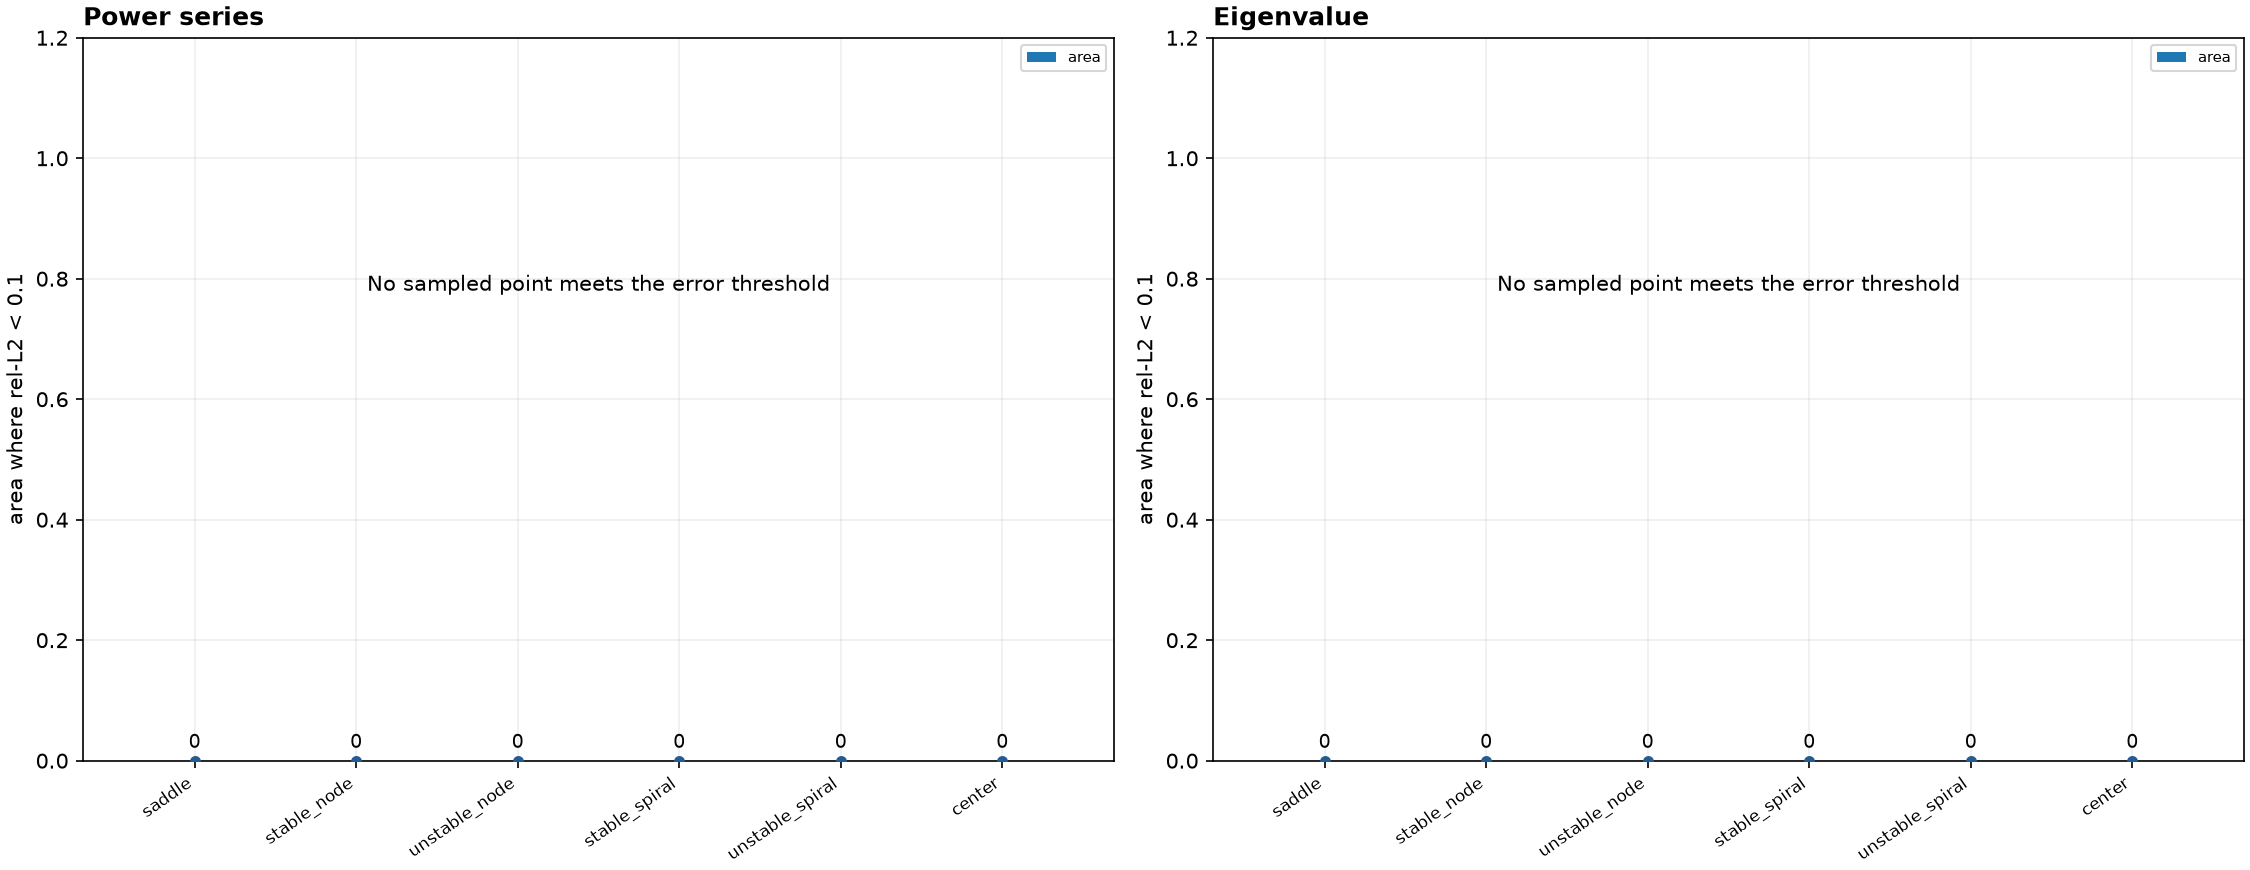 Power series
area
1.2
1.0
0.8
0.6
0.4
0.2
0.0
area where rel-L2 < 0.1
No sampled point meets the error threshold
0 0 0 0 0 0
saddle stable_node unstable_node stable_spiral unstable_spiral center
Eigenvalue
area
1.2
1.0
0.8
0.6
0.4
0.2
0.0
area where rel-L2 < 0.1
No sampled point meets the error threshold
0 0 0 0 0 0
saddle stable_node unstable_node stable_spiral unstable_spiral center